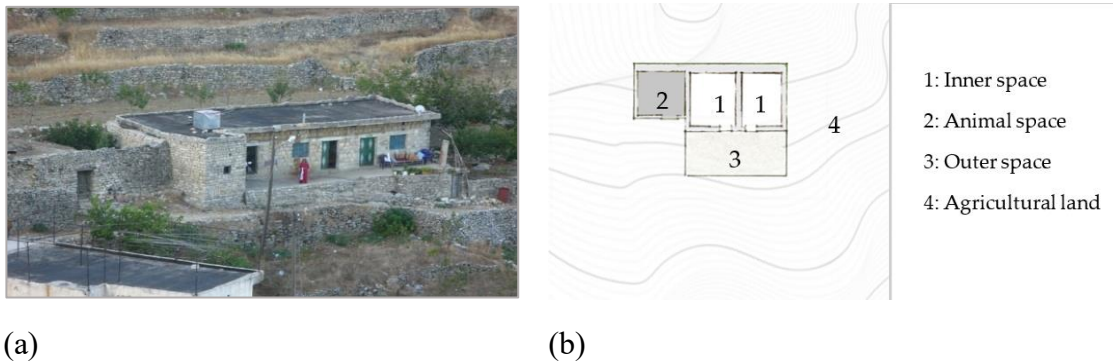 2
1
1
4
3
1: Inner space
2: Animal space
3: Outer space
4: Agricultural land
(a)
(b)